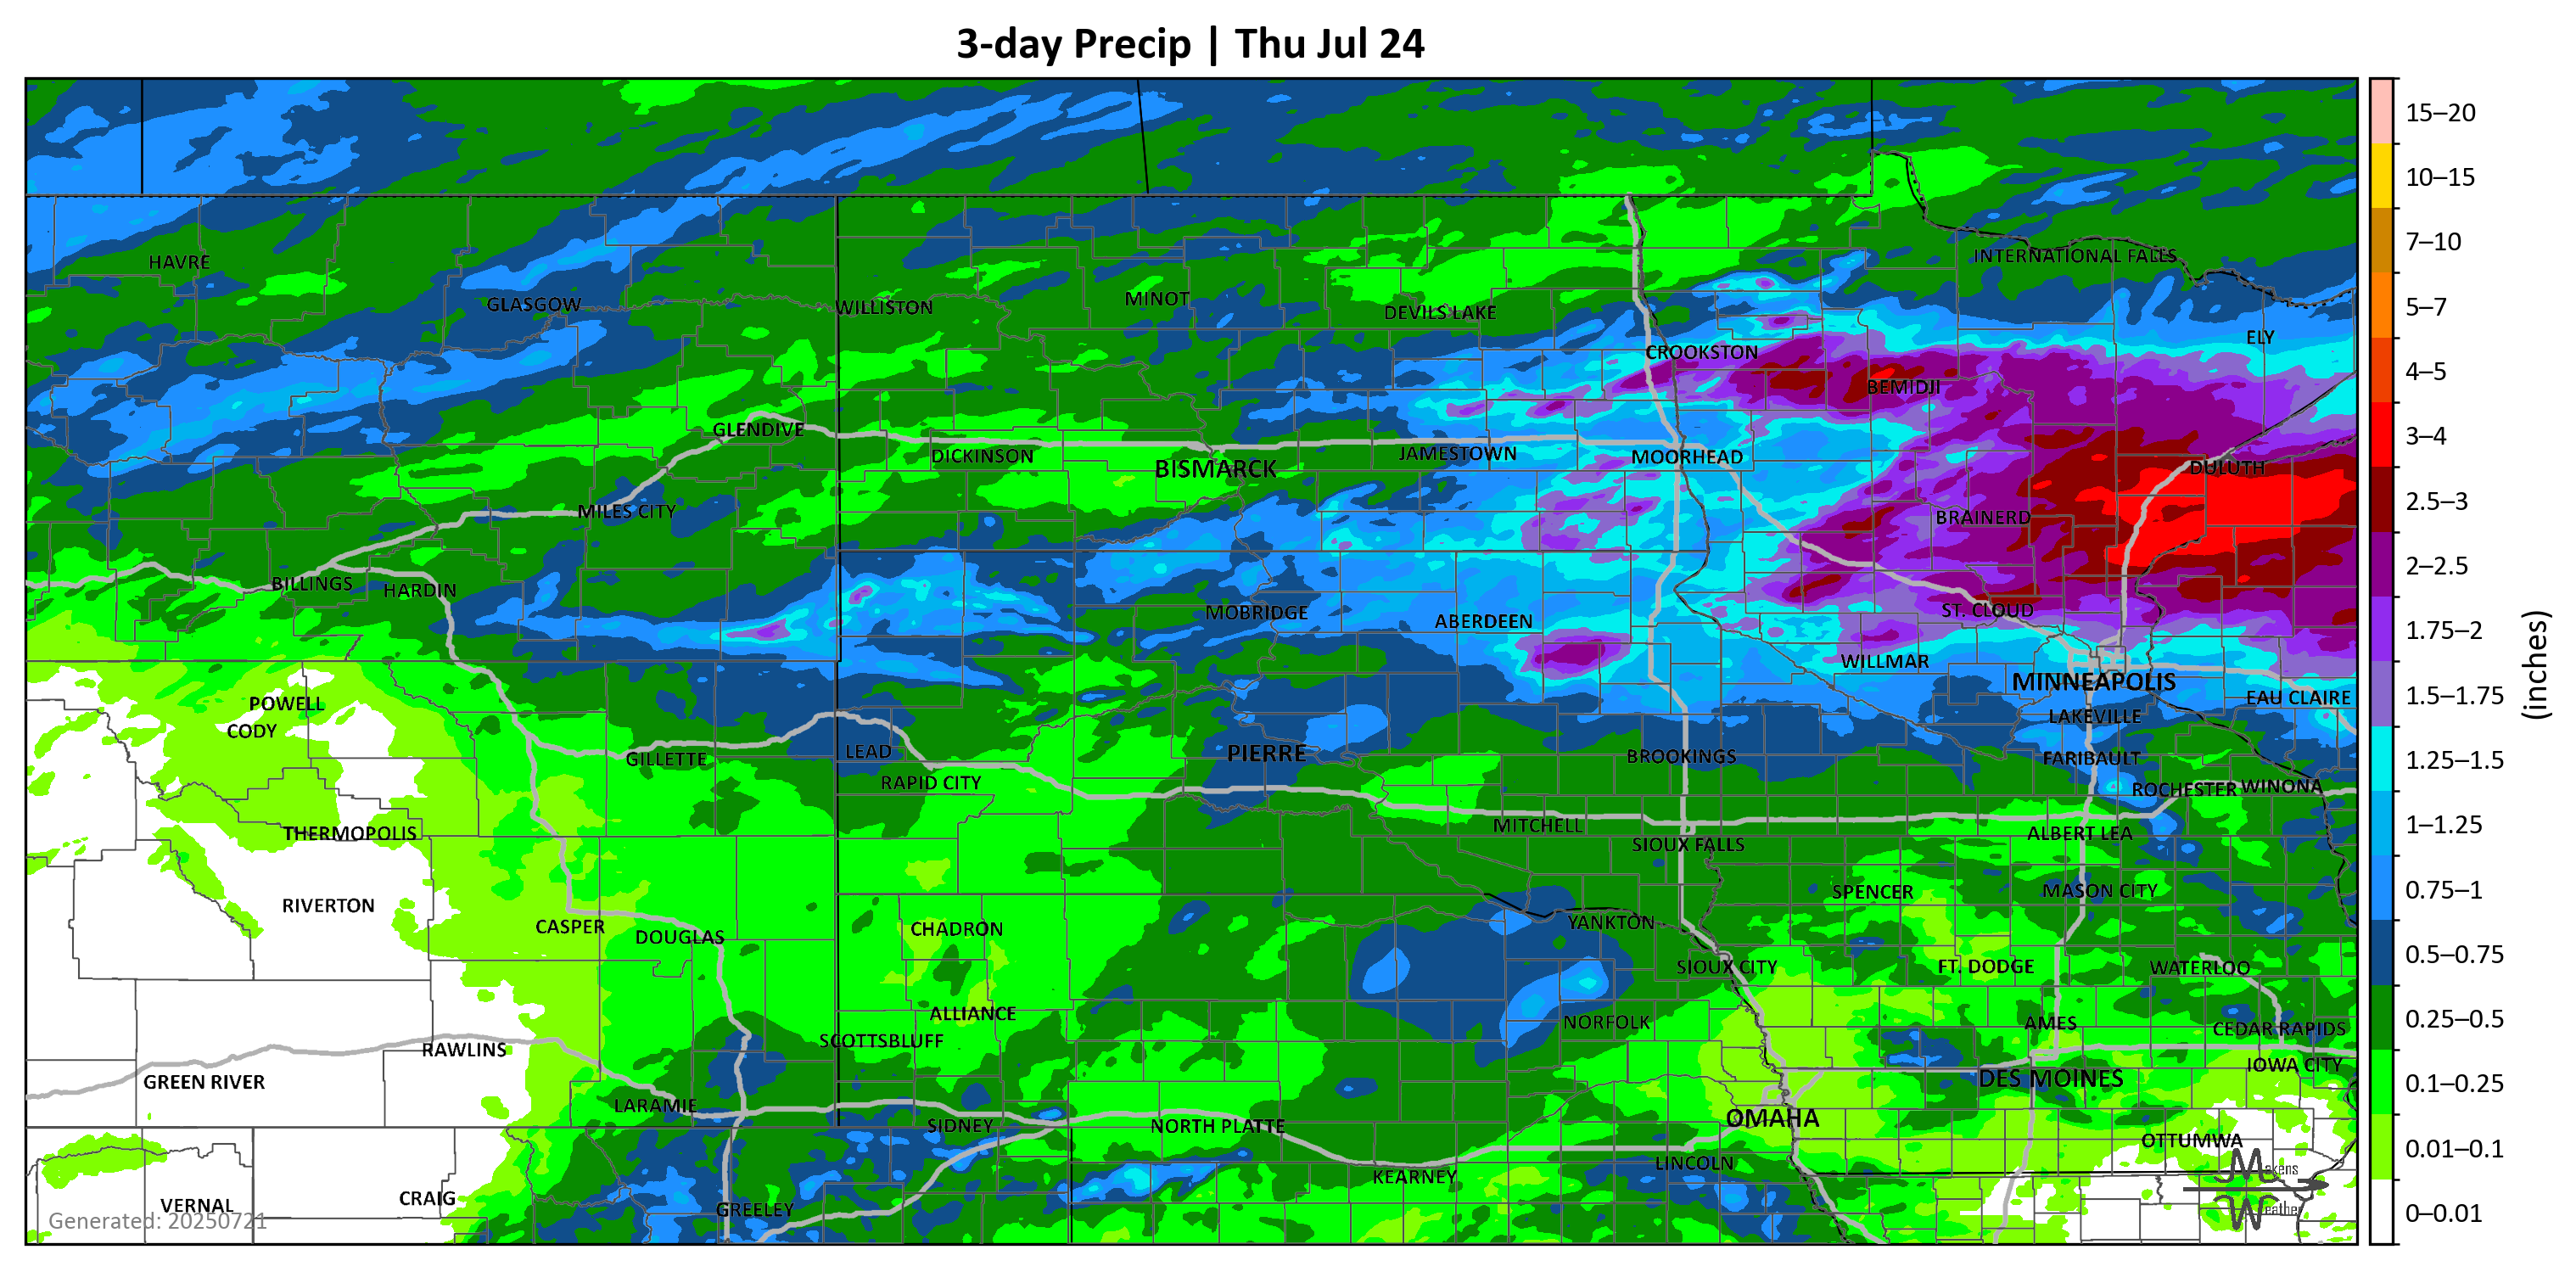 3-day Precip | Thu Jul 24
15–20
10–15
7–10
5–7
4–5
3–4
2.5–3
2–2.5
1.75–2
1.5–1.75
1.25–1.5
1–1.25
0.75–1
0.5–0.75
0.25–0.5
0.1–0.25
0.01–0.1
0–0.01
(inches)
HAVRE
INTERNATIONAL FALLS
GLASGOW
WILLISTON
MINOT
DEVILS LAKE
ELY
CROOKSTON
BEMIDJI
GLENDIVE
DICKINSON
BISMARCK
JAMESTOWN
MOORHEAD
DULUTH
MILES CITY
BRAINERD
BILLINGS
HARDIN
MOBRIDGE
ABERDEEN
ST. CLOUD
WILLMAR
MINNEAPOLIS
EAU CLAIRE
POWELL
CODY
LAKEVILLE
GILLETTE
LEAD
PIERRE
BROOKINGS
FARIBAULT
RAPID CITY
ROCHESTER
WINONA
THERMOPOLIS
MITCHELL
ALBERT LEA
SIOUX FALLS
RIVERTON
SPENCER
MASON CITY
CASPER
DOUGLAS
CHADRON
YANKTON
SIOUX CITY
FT. DODGE
WATERLOO
ALLIANCE
NORFOLK
AMES
CEDAR RAPIDS
SCOTTSBLUFF
RAWLINS
IOWA CITY
GREEN RIVER
DES MOINES
LARAMIE
SIDNEY
NORTH PLATTE
OMAHA
OTTUMWA
LINCOLN
KEARNEY
VERNAL
CRAIG
GREELEY
Generated: 20250721
Makens
Weather